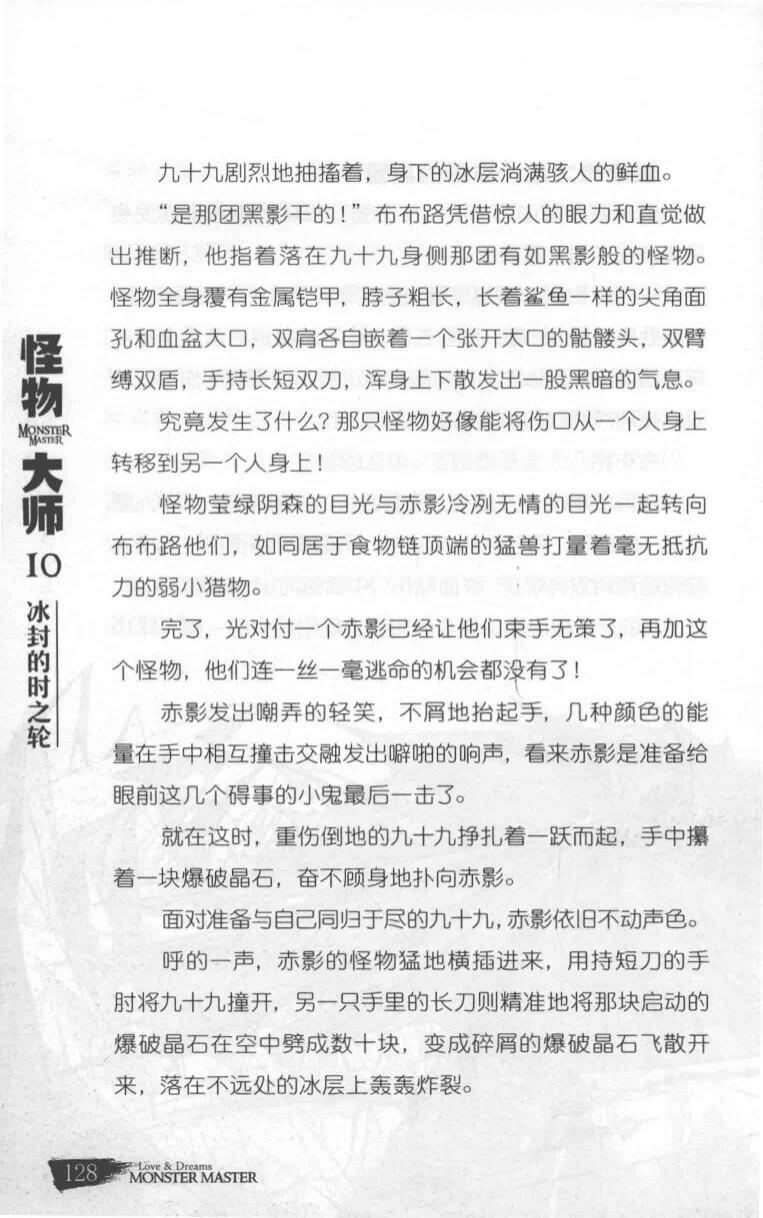 九十九剧烈地抽搐着，身下的冰层淌满骇人的鲜血。
“是那团黑影干的！”布布路凭借惊人的眼力和直觉做
出推断，他指着落在九十九身侧那团有如黑影般的怪物。
怪物全身覆有金属铠甲，脖子粗长，长着鲨鱼一样的尖角面
孔和血盆大口，双肩各自嵌着一个张开大口的骷髅头，双臂
缚双盾，手持长短双刀，浑身上下散发出一股黑暗的气息。
究竟发生了什么？那只怪物好像能将伤口从一个人身上
转移到另一个人身上！
怪物莹绿阴森的目光与赤影冷冽无情的目光一起转向
布布路他们，如同居于食物链顶端的猛兽打量着毫无抵抗
力的弱小猎物。
完了，光对付一个赤影已经让他们束手无策了，再加这
个怪物，他们连一丝一毫逃命的机会都没有了！
赤影发出嘲弄的轻笑，不屑地抬起手，几种颜色的能
量在手中相互撞击交融发出噼啪的响声，看来赤影是准备给
眼前这几个碍事的小鬼最后一击了。
就在这时，重伤倒地的九十九挣扎着一跃而起，手中攥
着一块爆破晶石，奋不顾身地扑向赤影。
面对准备与自己同归于尽的九十九，赤影依旧不动声色。
呼的一声，赤影的怪物猛地横插进来，用持短刀的手
肘将九十九撞开，另一只手里的长刀则精准地将那块启动的
爆破晶石在空中劈成数十块，变成碎屑的爆破晶石飞散开
来，落在不远处的冰层上轰轰炸裂。
怪物
MONSTER
MASTER
大师
10
冰封的时之轮
128
Love & Dreams
MONSTER MASTER